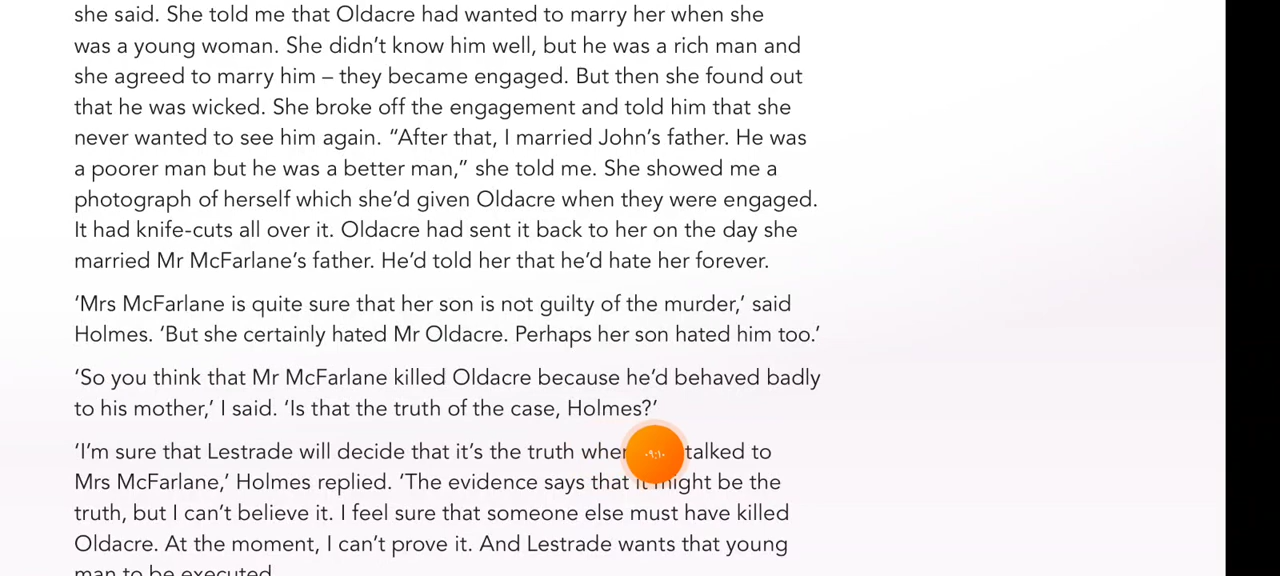 she said. She told me that Oldacre had wanted to marry her when she
was a young woman. She didn’t know him well, but he was a rich man and
she agreed to marry him – they became engaged. But then she found out
that he was wicked. She broke off the engagement and told him that she
never wanted to see him again. “After that, I married John’s father. He was
a poorer man but he was a better man,” she told me. She showed me a
photograph of herself which she’d given Oldacre when they were engaged.
It had knife-cuts all over it. Oldacre had sent it back to her on the day she
married Mr McFarlane’s father. He’d told her that he’d hate her forever.
‘Mrs McFarlane is quite sure that her son is not guilty of the murder,’ said
Holmes. ‘But she certainly hated Mr Oldacre. Perhaps her son hated him too.’
‘So you think that Mr McFarlane killed Oldacre because he’d behaved badly
to his mother,’ I said. ‘Is that the truth of the case, Holmes?’
‘I’m sure that Lestrade will decide that it’s the truth talked to
Mrs McFarlane,’ Holmes replied. ‘The evidence says that it might be the
truth, but I can’t believe it. I feel sure that someone else must have killed
Oldacre. At the moment, I can’t prove it. And Lestrade wants that young
man to be executed.